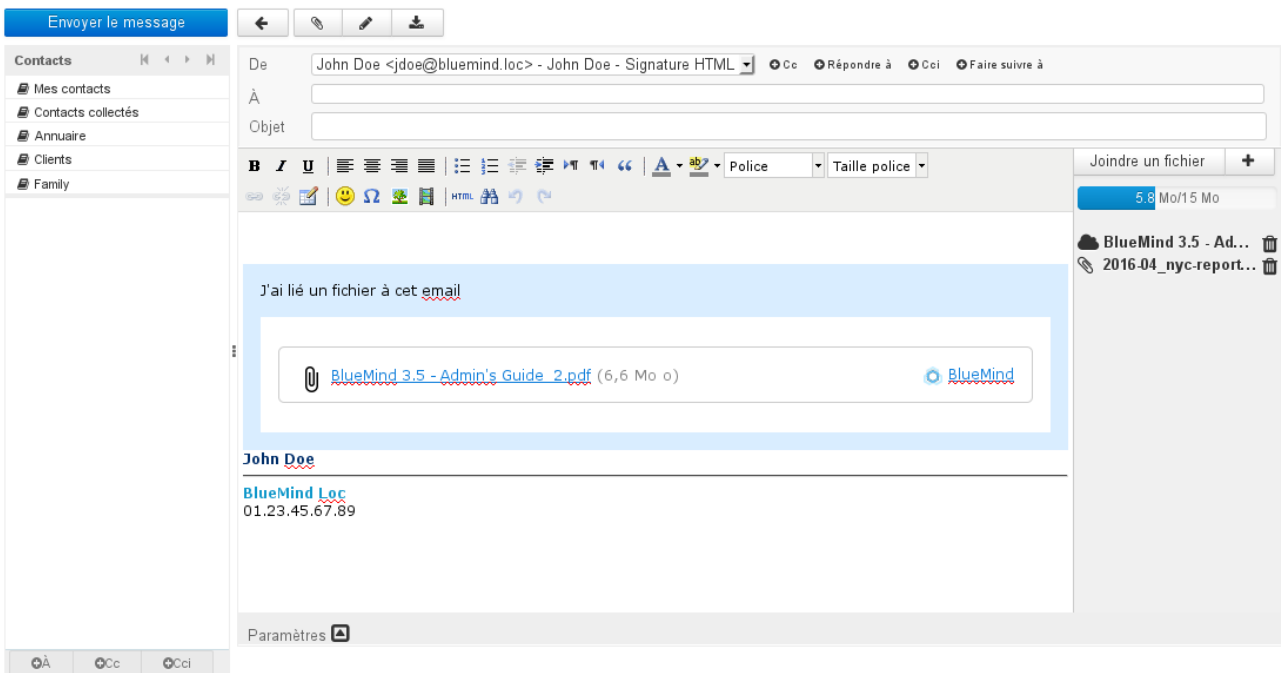 Envoyer le message
Contacts
Mes contacts
Contacts collectés
Annuaire
Clients
Family
De John Doe <jdoe@bluemind.loc> - John Doe - Signature HTML Cc Répondre à Cci Faire suivre à
À
Objet
B I U A ab Police Taille police
Ω HTML
Joindre un fichier
5.8 Mo/15 Mo
BlueMind 3.5 - Ad...
2016-04_nyc-report...
J'ai lié un fichier à cet email
BlueMind 3.5 - Admin's Guide_2.pdf (6,6 Mo o) BlueMind
John Doe
BlueMind Loc
01.23.45.67.89
Paramètres
À Cc Cci